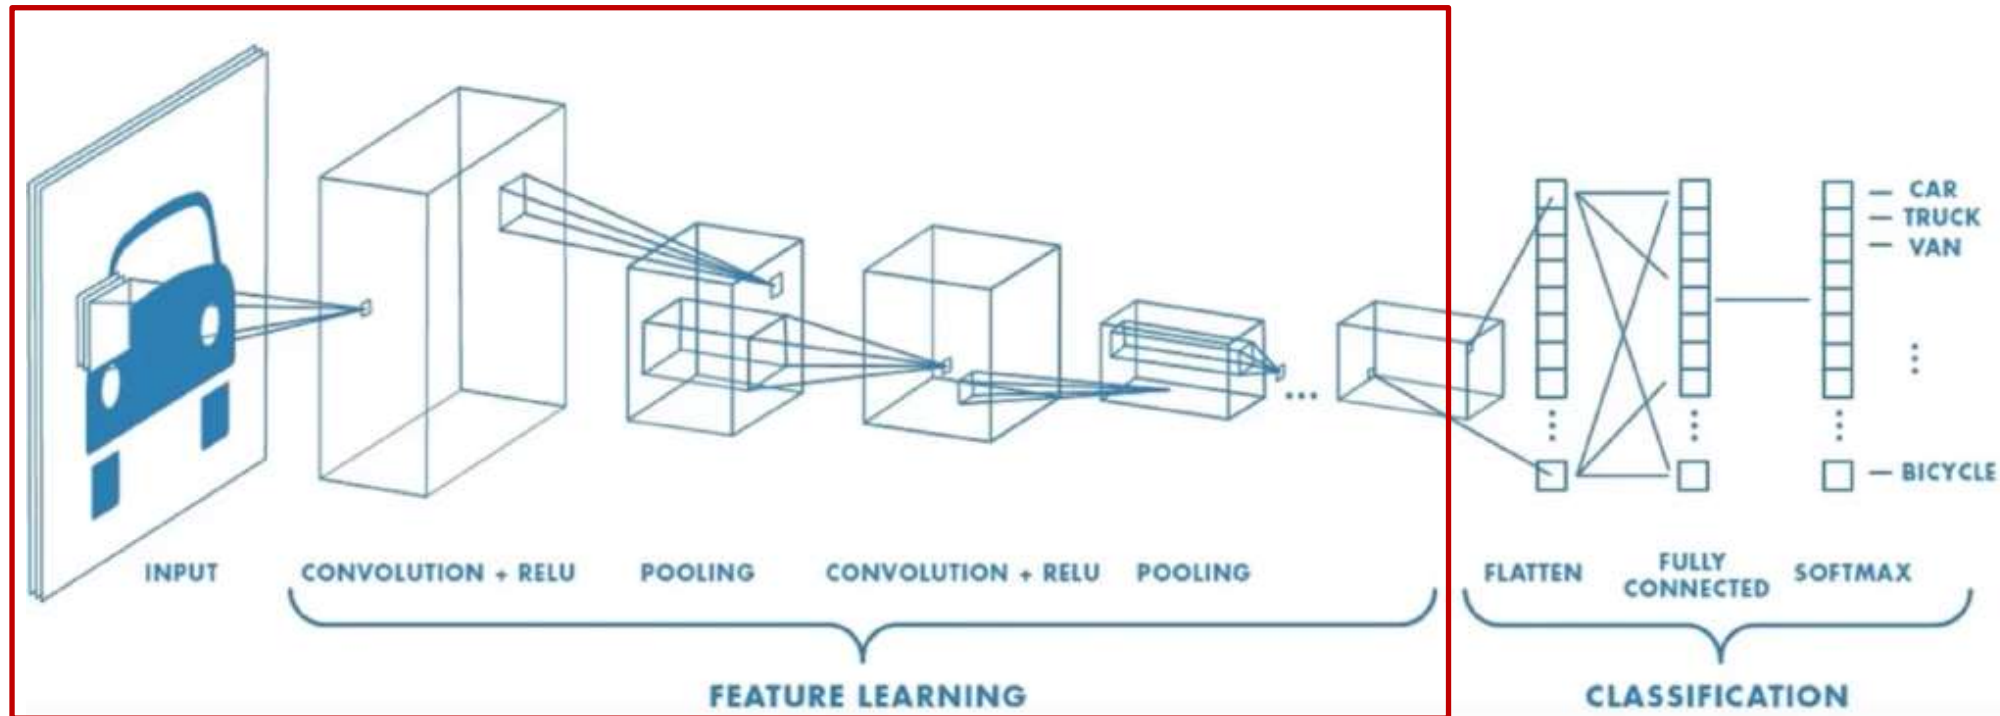 CAR
TRUCK
VAN
BICYCLE
INPUT
CONVOLUTION + RELU
POOLING
CONVOLUTION + RELU
POOLING
FLATTEN
FULLY
CONNECTED
SOFTMAX
FEATURE LEARNING
CLASSIFICATION